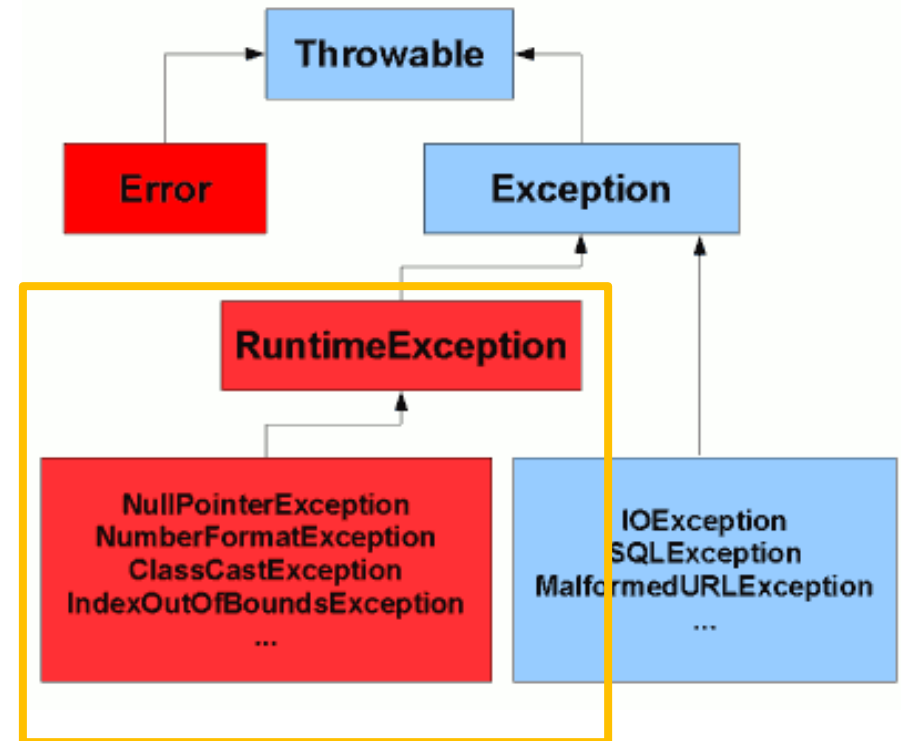 Throwable
Error
Exception
RuntimeException
NullPointerException
NumberFormatException
ClassCastException
IndexOutOfBoundsException
...
IOException
SQLException
MalformedURLException
...